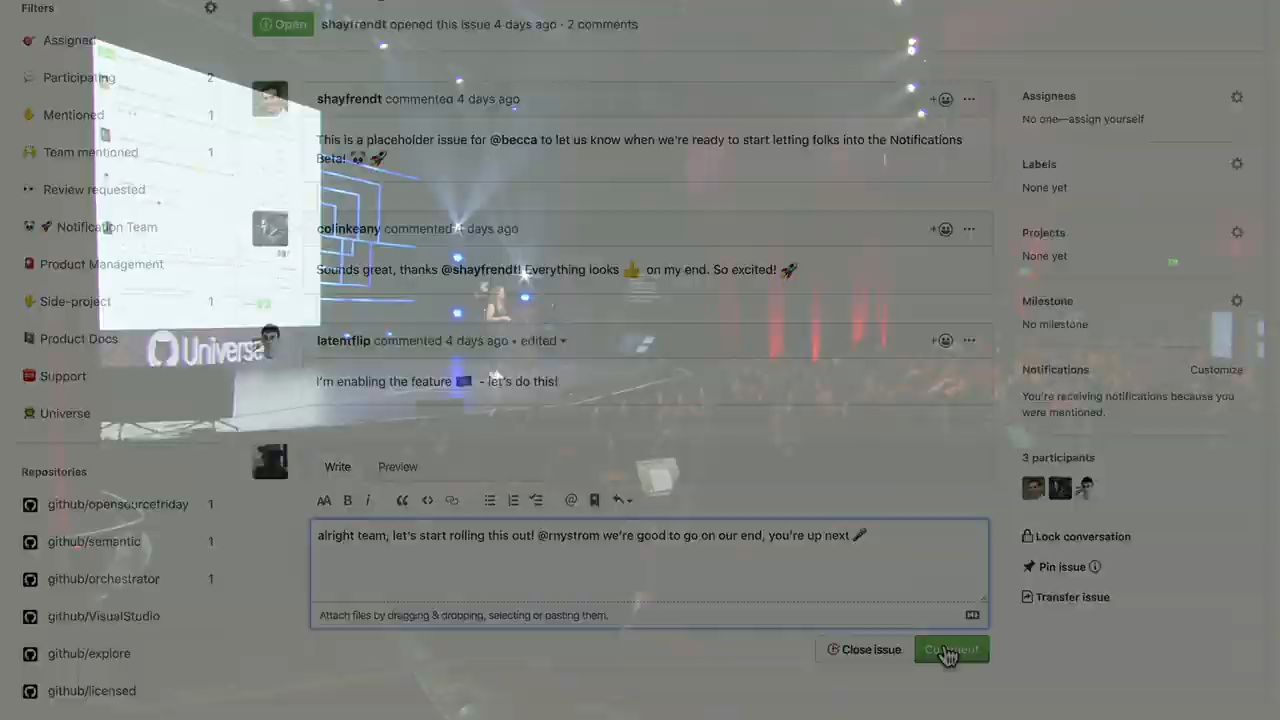 Filters
Assigned
Participating 2
Mentioned 1
Team mentioned 1
Review requested
Notification Team
Product Management
Side-project 1
Product Docs
Support
Universe
Repositories
github/opensourcefriday 1
github/semantic 1
github/orchestrator 1
github/VisualStudio
github/explore
github/licensed
Open shayfrendt opened this issue 4 days ago · 2 comments
shayfrendt commented 4 days ago
This is a placeholder issue for @becca to let us know when we're ready to start letting folks into the Notifications
Beta!
colinkeany commented 4 days ago
Sounds great, thanks @shayfrendt! Everything looks 👍 on my end. So excited! 🚀
Universe
latentflip commented 4 days ago • edited
I'm enabling the feature - let's do this!
Write Preview
AA B i
alright team, let's start rolling this out! @rnystrom we're good to go on our end, you're up next 🎤
Attach files by dragging & dropping, selecting or pasting them.
Close issue Comment
Assignees
No one—assign yourself
Labels
None yet
Projects
None yet
Milestone
No milestone
Notifications Customize
You're receiving notifications because you
were mentioned.
3 participants
Lock conversation
Pin issue
Transfer issue